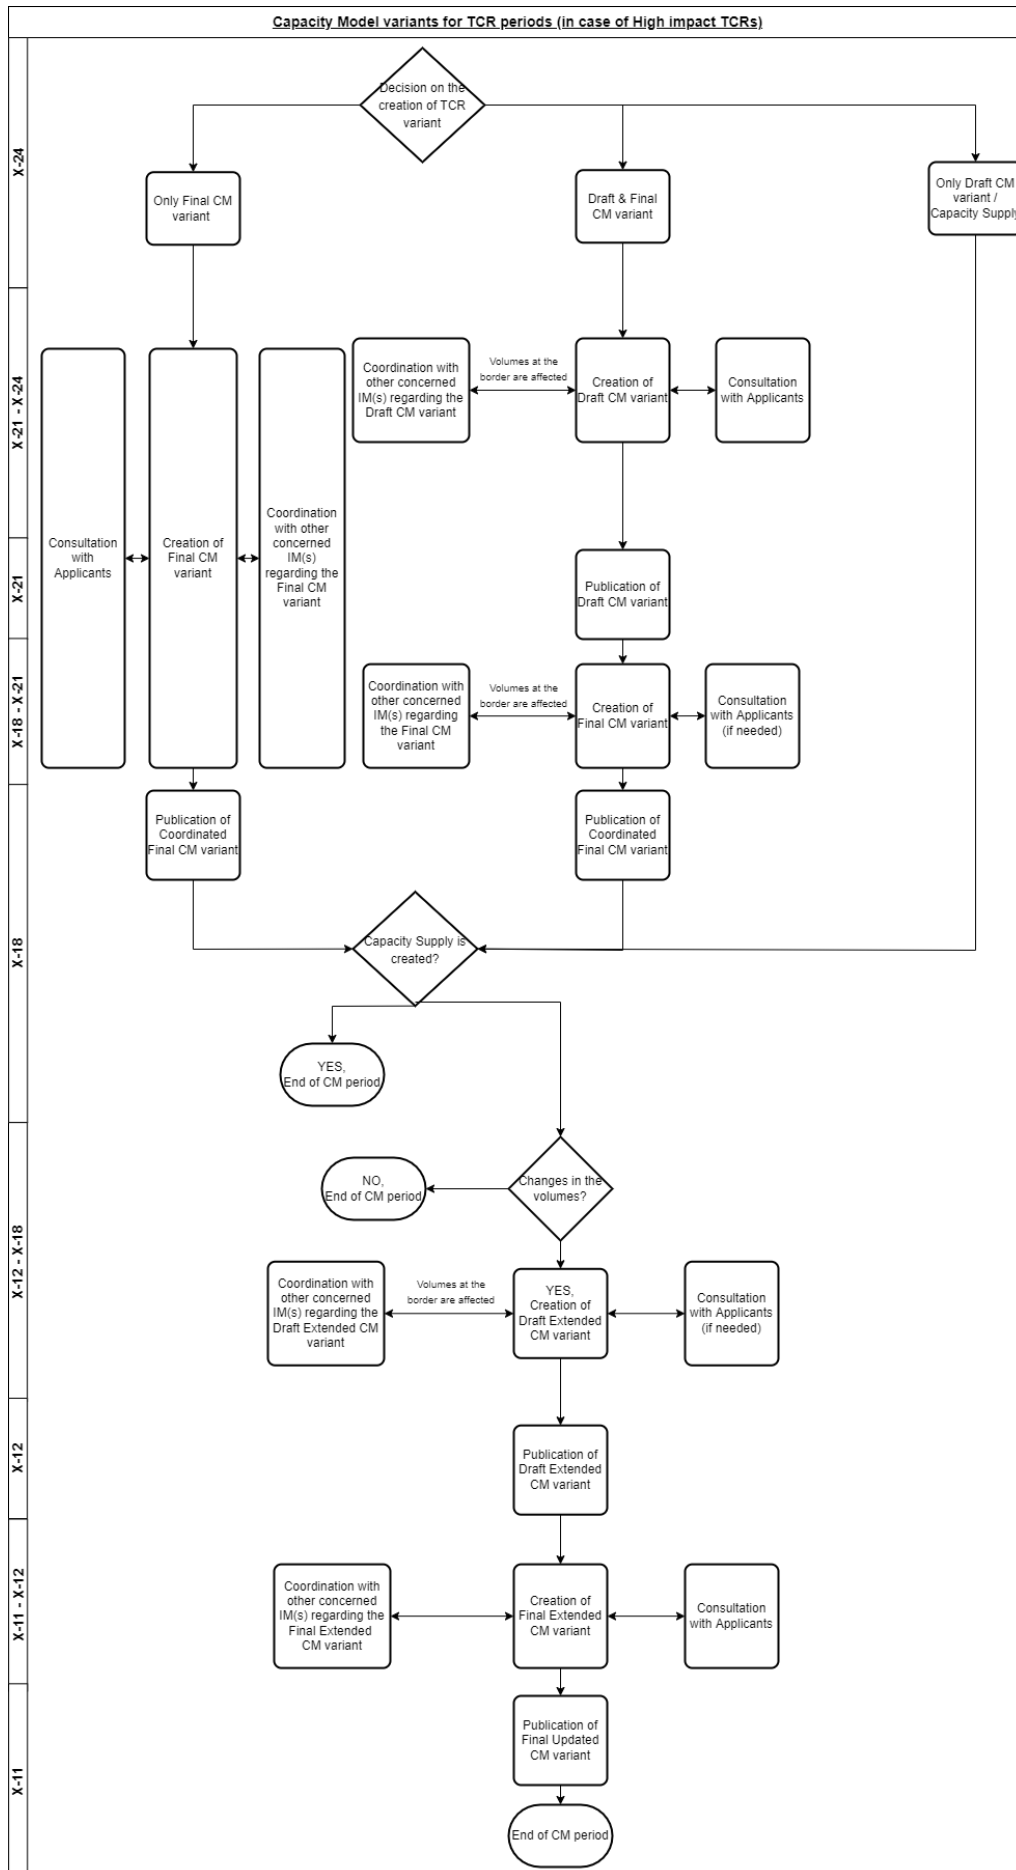 Capacity Model variants for TCR periods (in case of High impact TCRs)
X-24
Decision on the
creation of TCR
variant
Only Final CM
variant
Draft & Final
CM variant
Only Draft CM
variant /
Capacity Supply
X-21 - X-24
Coordination with
other concerned
IM(s) regarding the
Draft CM variant
Volumes at the
border are affected
Creation of
Draft CM variant
Consultation
with Applicants
Consultation
with
Applicants
Creation of
Final CM
variant
Coordination
with other
concerned
IM(s)
regarding the
Final CM
variant
X-21
Publication of
Draft CM variant
X-18 - X-21
Coordination with
other concerned
IM(s) regarding
the Final CM
variant
Volumes at the
border are affected
Creation of
Final CM variant
Consultation
with Applicants
(if needed)
X-18
Publication of
Coordinated
Final CM variant
Publication of
Coordinated
Final CM variant
Capacity Supply is
created?
YES,
End of CM period
X-12 - X-18
NO,
End of CM period
Changes in the
volumes?
Coordination with
other concerned
IM(s) regarding the
Draft Extended CM
variant
Volumes at the
border are affected
YES,
Creation of
Draft Extended
CM variant
Consultation
with Applicants
(if needed)
X-12
Publication of
Draft Extended
CM variant
X-11 - X-12
Coordination with
other concerned
IM(s) regarding the
Final Extended
CM variant
Creation of
Final Extended
CM variant
Consultation
with Applicants
X-11
Publication of
Final Updated
CM variant
End of CM period